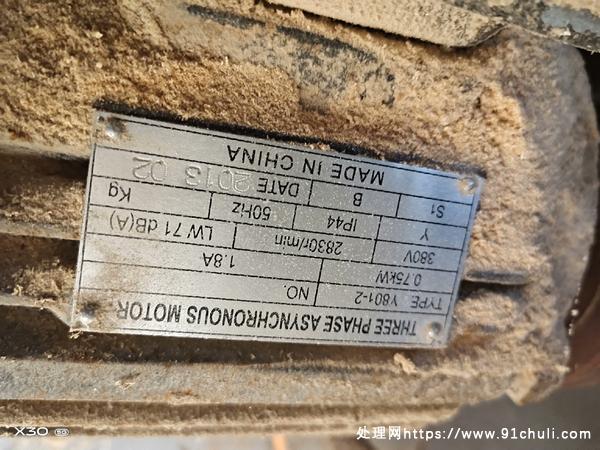 THREE PHASE ASYNCHRONOUS MOTOR
TYPE Y801-2 NO.
0.75kW 1.8A
380V 2830r/min LW 71 dB(A)
Y IP44 50Hz Kg
S1 B DATE 2013 02
MADE IN CHINA
X30 5G
处理网https://www.91chuli.com/